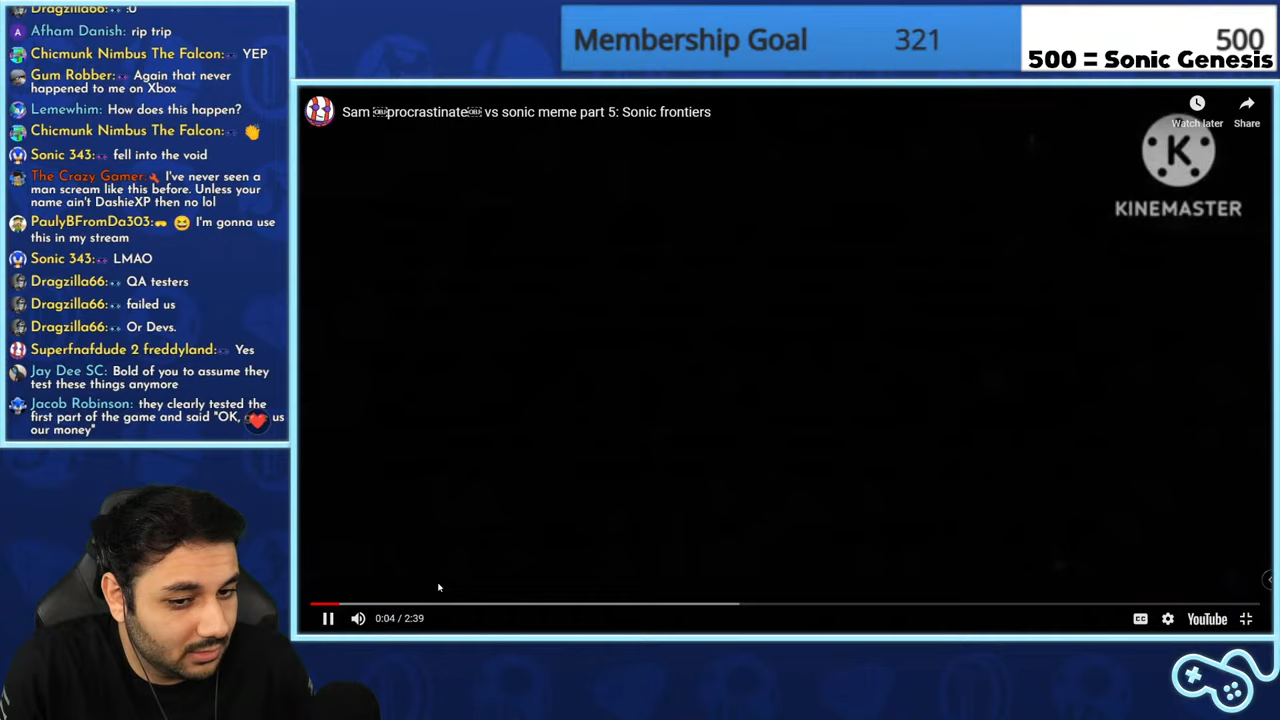 Dragzilla66: :0
Afham Danish: rip trip
Chicmunk Nimbus The Falcon: YEP
Gum Robber: Again that never
happened to me on Xbox
Lemewhim: How does this happen?
Chicmunk Nimbus The Falcon: 👏
Sonic 343: fell into the void
The Crazy Gamer: I've never seen a
man scream like this before. Unless your
name ain't DashieXP then no lol
PaulyBFromDa303: 😆 I'm gonna use
this in my stream
Sonic 343: LMAO
Dragzilla66: QA testers
Dragzilla66: failed us
Dragzilla66: Or Devs.
Superfnafdude 2 freddyland: Yes
Jay Dee SC: Bold of you to assume they
test these things anymore
Jacob Robinson: they clearly tested the
first part of the game and said "OK, us
our money"
Membership Goal 321 500
500 = Sonic Genesis
Sam ￼procrastinate￼ vs sonic meme part 5: Sonic frontiers
Watch later Share
K
KINEMASTER
0:04 / 2:39
CC
YouTube